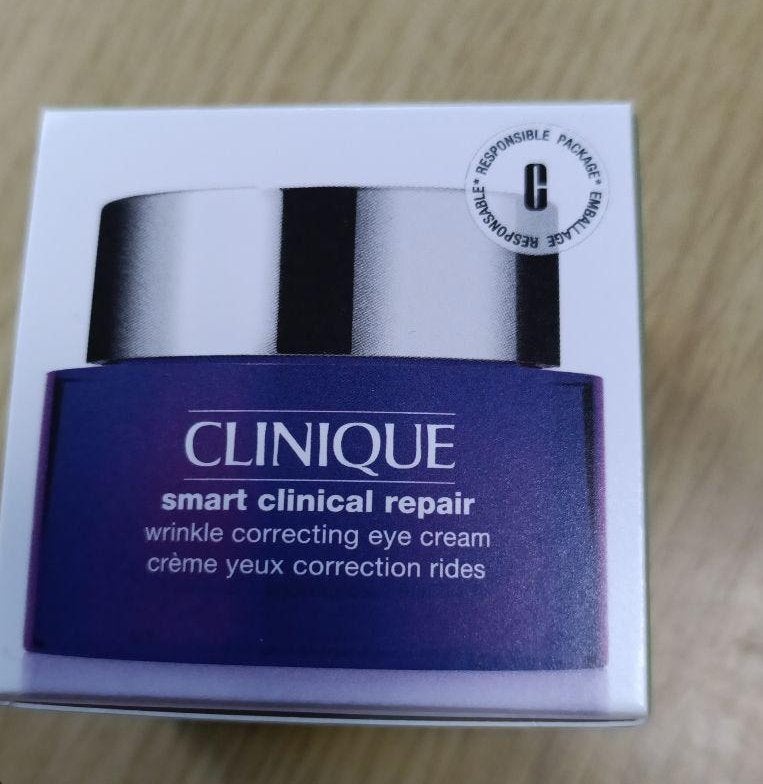 RESPONSIBLE PACKAGE* EMBALLAGE RESPONSABLE*
C
CLINIQUE
smart clinical repair
wrinkle correcting eye cream
crème yeux correction rides